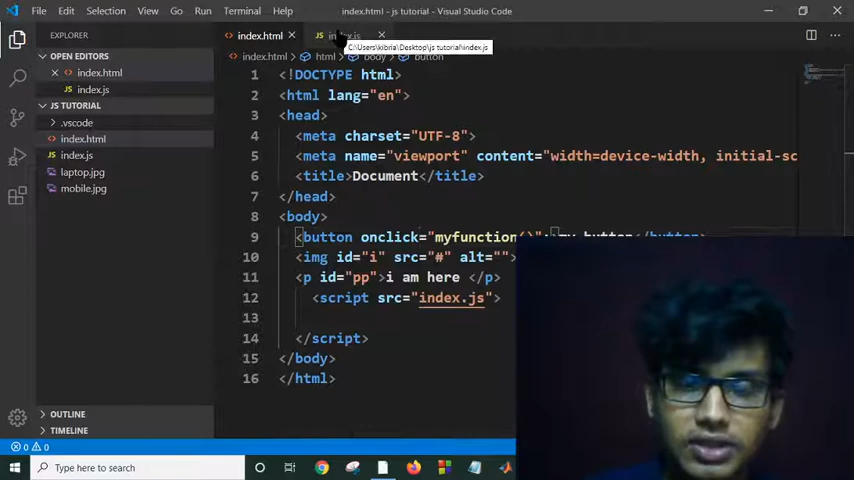 File Edit Selection View Go Run Terminal Help
index.html - js tutorial - Visual Studio Code
EXPLORER
OPEN EDITORS
index.html
JS index.js
JS TUTORIAL
.vscode
index.html
JS index.js
laptop.jpg
mobile.jpg
OUTLINE
TIMELINE
index.html JS index.js
C:\Users\kibria\Desktop\js tutorial\index.js
index.html > html > body > button
1 <!DOCTYPE html>
2 <html lang="en">
3 <head>
4 <meta charset="UTF-8">
5 <meta name="viewport" content="width=device-width, initial-sc
6 <title>Document</title>
7 </head>
8 <body>
9 <button onclick="myfunction()" my button</button>
10 <img id="i" src="#" alt="">
11 <p id="pp">i am here </p>
12 <script src="index.js">
13
14 </script>
15 </body>
16 </html>
0 0
Type here to search